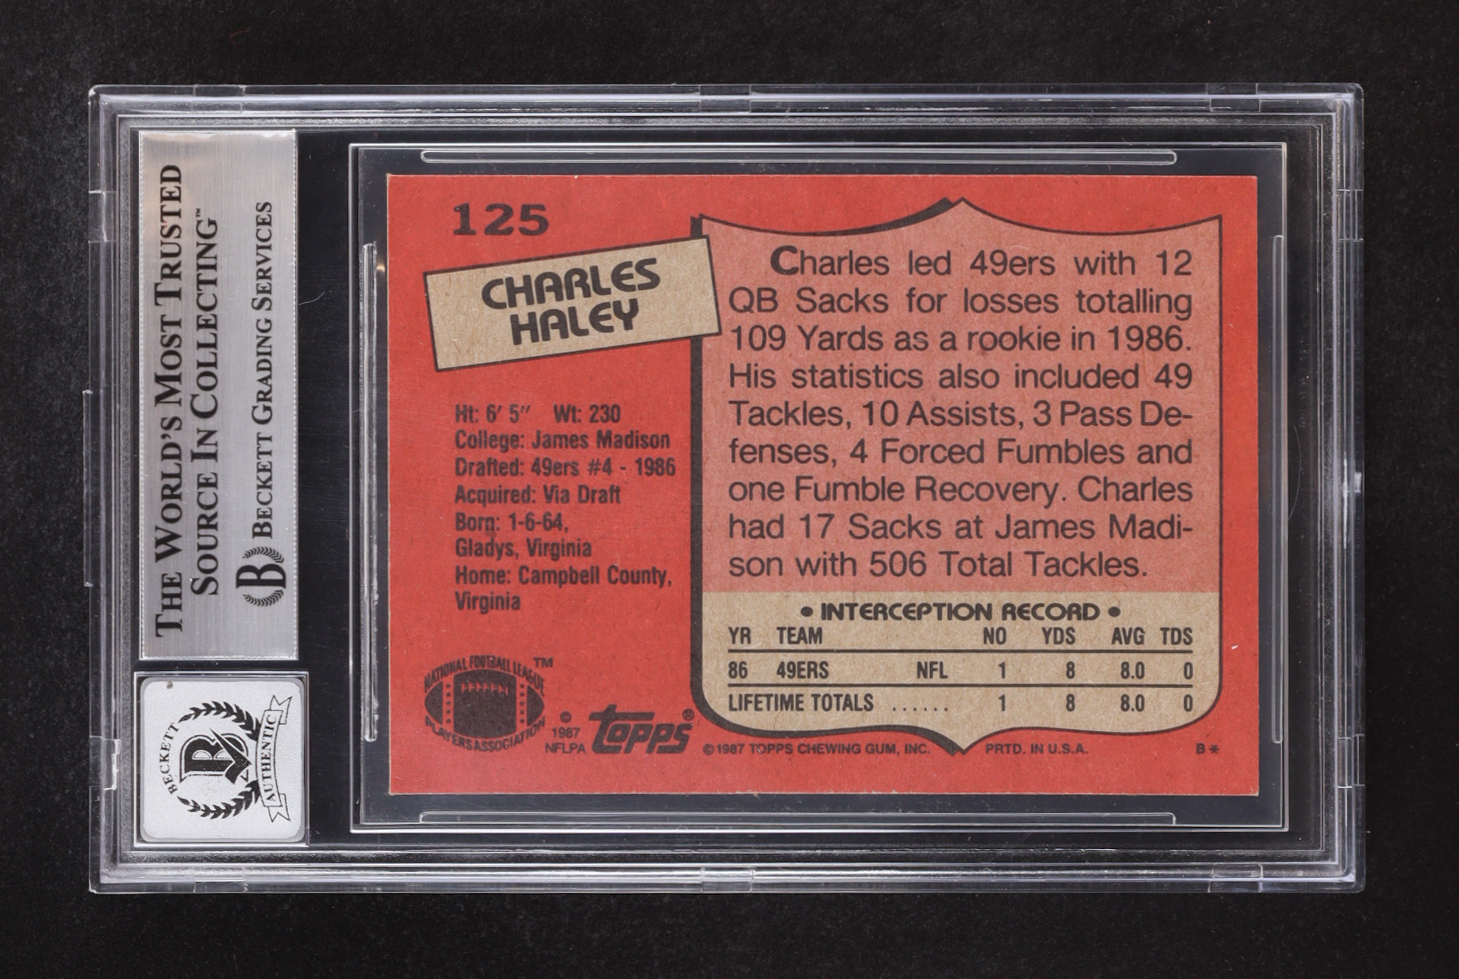 THE WORLD'S MOST TRUSTED
SOURCE IN COLLECTING™
BECKETT GRADING SERVICES
B
BECKETT
B
AUTHENTIC
125
CHARLES
HALEY
Ht: 6' 5" Wt: 230
College: James Madison
Drafted: 49ers #4 - 1986
Acquired: Via Draft
Born: 1-6-64,
Gladys, Virginia
Home: Campbell County,
Virginia
NATIONAL FOOTBALL LEAGUE ™
PLAYERS ASSOCIATION
©
1987
NFLPA
topps®
Charles led 49ers with 12
QB Sacks for losses totalling
109 Yards as a rookie in 1986.
His statistics also included 49
Tackles, 10 Assists, 3 Pass De-
fenses, 4 Forced Fumbles and
one Fumble Recovery. Charles
had 17 Sacks at James Madi-
son with 506 Total Tackles.
• INTERCEPTION RECORD •
YR TEAM NO YDS AVG TDS
86 49ERS NFL 1 8 8.0 0
LIFETIME TOTALS ...... 1 8 8.0 0
©1987 TOPPS CHEWING GUM, INC. PRTD. IN U.S.A. B*